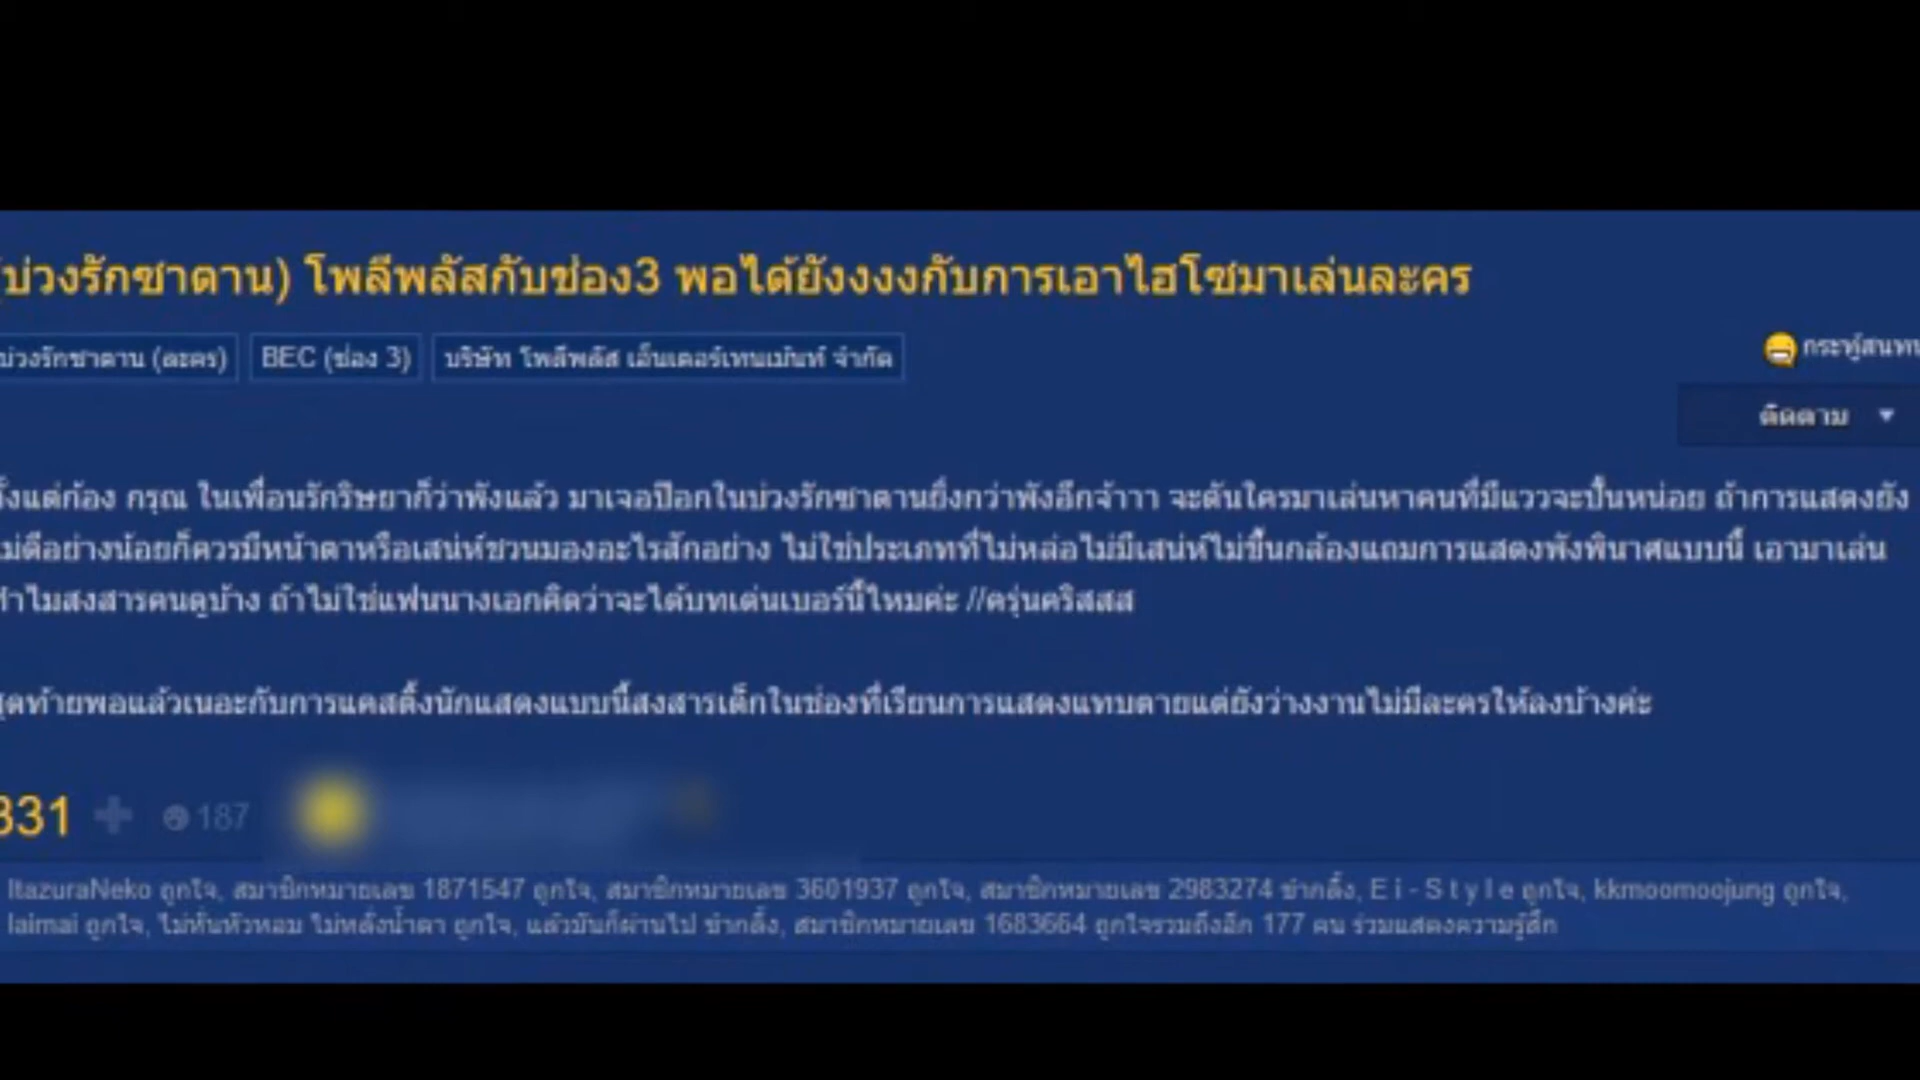 (บ่วงรักซาตาน) โพลีพลัสกับช่อง3 พอได้ยังงงงกับการเอาไฮโซมาเล่นละคร
บ่วงรักซาตาน (ละคร) BEC (ช่อง 3) บริษัท โพลีพลัส เอ็นเตอร์เทนเม้นท์ จำกัด
กระทู้สนทน
ติดตาม
ั้งแต่ก้อง กรุณ ในเพื่อนรักริษยาก็ว่าพังแล้ว มาเจอป๊อกในบ่วงรักซาตานยิ่งกว่าพังอีกจ้าาา จะดันใครมาเล่นหาคนที่มีแววจะปั้นหน่อย ถ้าการแสดงยัง
ไม่ดีอย่างน้อยก็ควรมีหน้าตาหรือเสน่ห์ชวนมองอะไรสักอย่าง ไม่ใช่ประเภทที่ไม่หล่อไม่มีเสน่ห์ไม่ขึ้นกล้องแถมการแสดงพังพินาศแบบนี้ เอามาเล่น
ทำไมสงสารคนดูบ้าง ถ้าไม่ใช่แฟนนางเอกคิดว่าจะได้บทเด่นเบอร์นี้ไหมค่ะ //ครุ่นคริสสส
สุดท้ายพอแล้วเนอะกับการแคสติ้งนักแสดงแบบนี้สงสารเด็กในช่องที่เรียนการแสดงแทบตายแต่ยังว่างงานไม่มีละครให้ลงบ้างค่ะ
331 187
ItazuraNeko ถูกใจ, สมาชิกหมายเลข 1871547 ถูกใจ, สมาชิกหมายเลข 3601937 ถูกใจ, สมาชิกหมายเลข 2983274 ขำกลิ้ง, E i - S t y l e ถูกใจ, kkmoomoojung ถูกใจ,
laimai ถูกใจ, ไม่หั่นหัวหอม ไม่หลั่งน้ำตา ถูกใจ, แล้วมันก็ผ่านไป ขำกลิ้ง, สมาชิกหมายเลข 1683664 ถูกใจรวมถึงอีก 177 คน ร่วมแสดงความรู้สึก